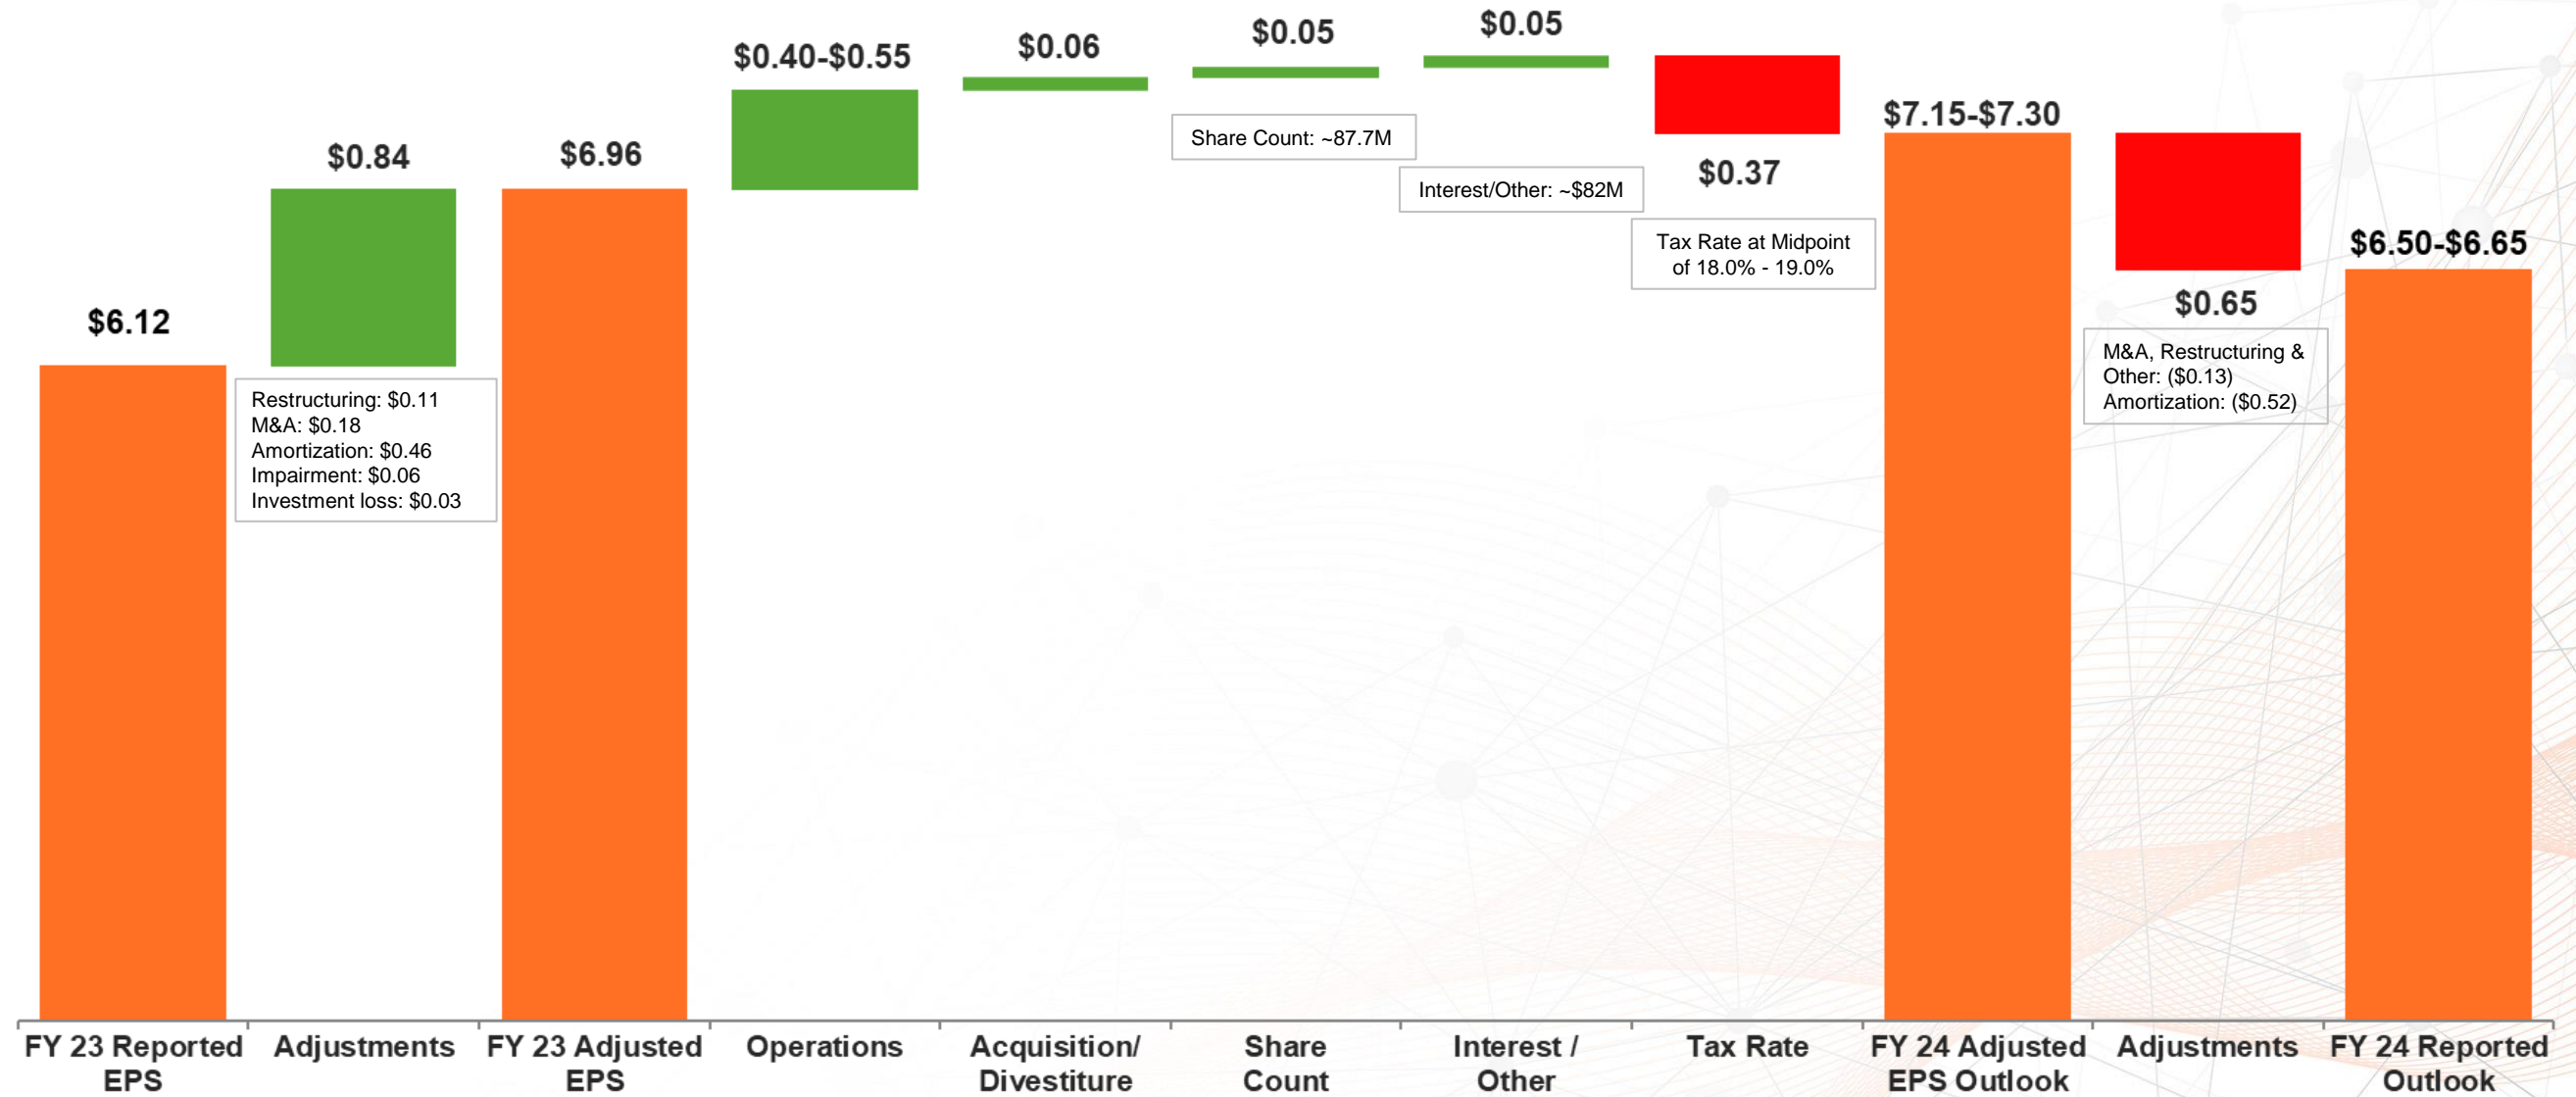 $6.12
$0.84
Restructuring: $0.11
M&A: $0.18
Amortization: $0.46
Impairment: $0.06
Investment loss: $0.03
$6.96
$0.40-$0.55
$0.06
$0.05
Share Count: ~87.7M
$0.05
Interest/Other: ~$82M
$0.37
Tax Rate at Midpoint
of 18.0% - 19.0%
$7.15-$7.30
$0.65
M&A, Restructuring &
Other: ($0.13)
Amortization: ($0.52)
$6.50-$6.65
FY 23 Reported
EPS
Adjustments
FY 23 Adjusted
EPS
Operations
Acquisition/
Divestiture
Share
Count
Interest /
Other
Tax Rate
FY 24 Adjusted
EPS Outlook
Adjustments
FY 24 Reported
Outlook